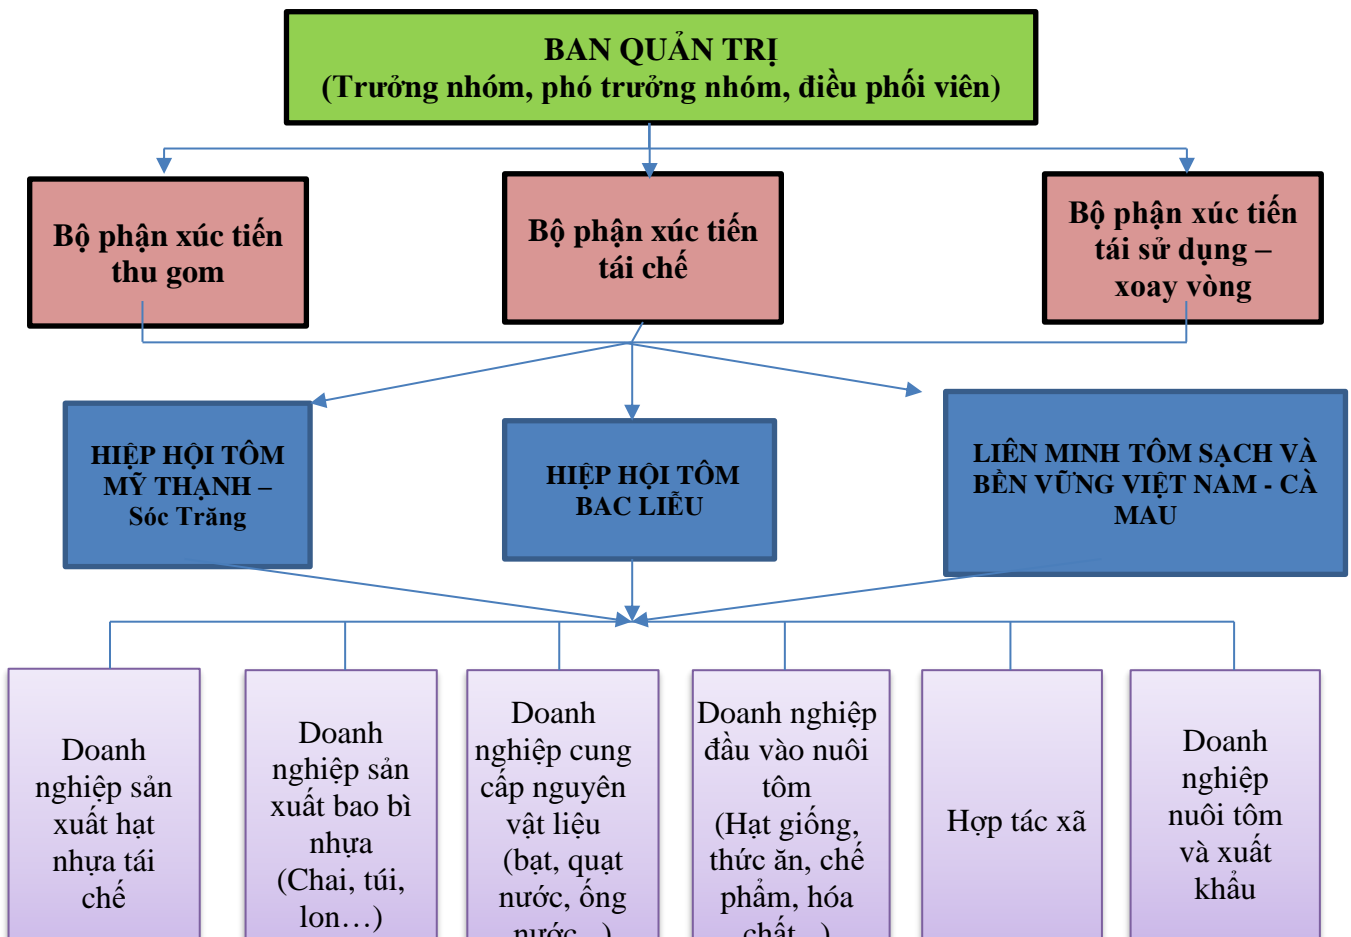 BAN QUẢN TRỊ
(Trưởng nhóm, phó trưởng nhóm, điều phối viên)
Bộ phận xúc tiến
thu gom
Bộ phận xúc tiến
tái chế
Bộ phận xúc tiến
tái sử dụng –
xoay vòng
HIỆP HỘI TÔM
MỸ THẠNH –
Sóc Trăng
HIỆP HỘI TÔM
BAC LIỄU
LIÊN MINH TÔM SẠCH VÀ
BỀN VỮNG VIỆT NAM - CÀ
MAU
Doanh
nghiệp sản
xuất hạt
nhựa tái
chế
Doanh
nghiệp sản
xuất bao bì
nhựa
(Chai, túi,
lon…)
Doanh
nghiệp cung
cấp nguyên
vật liệu
(bạt, quạt
nước, ống
nước...)
Doanh nghiệp
đầu vào nuôi
tôm
(Hạt giống,
thức ăn, chế
phẩm, hóa
chất...)
Hợp tác xã
Doanh
nghiệp
nuôi tôm
và xuất
khẩu